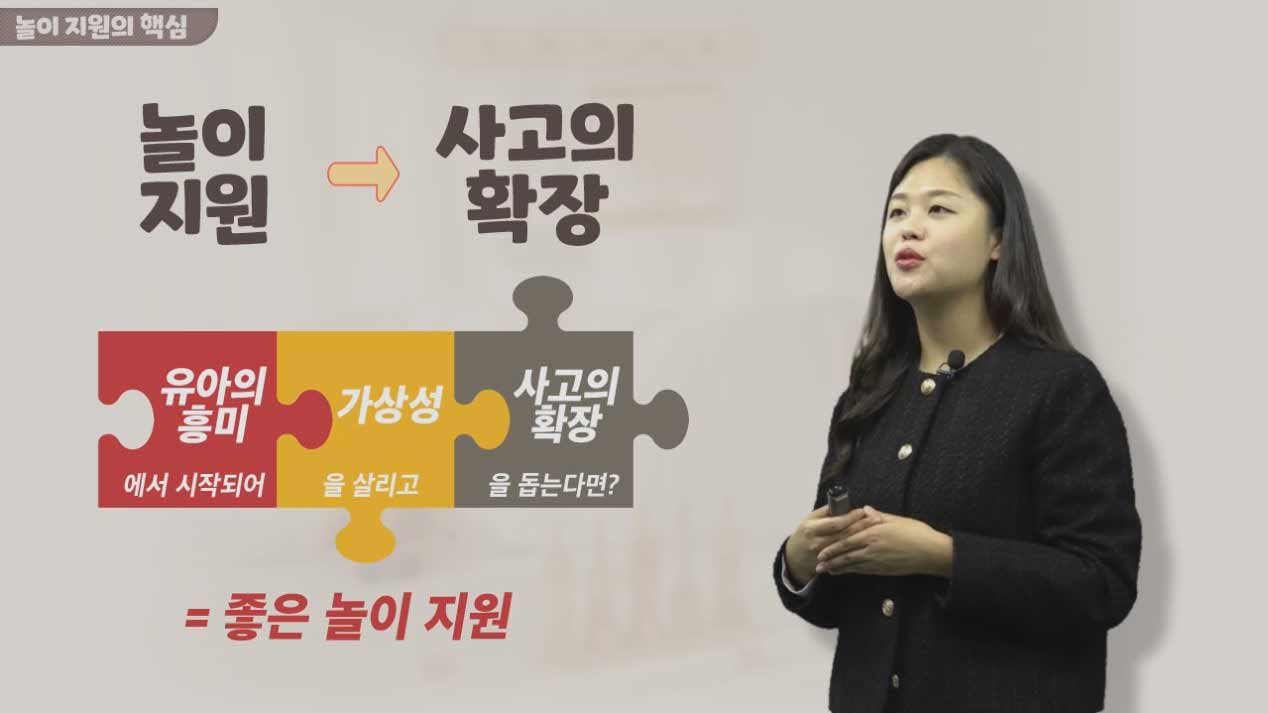 놀이 지원의 핵심
놀이
지원
사고의
확장
유아의
흥미
에서 시작되어
가상성
을 살리고
사고의
확장
을 돕는다면?
= 좋은 놀이 지원